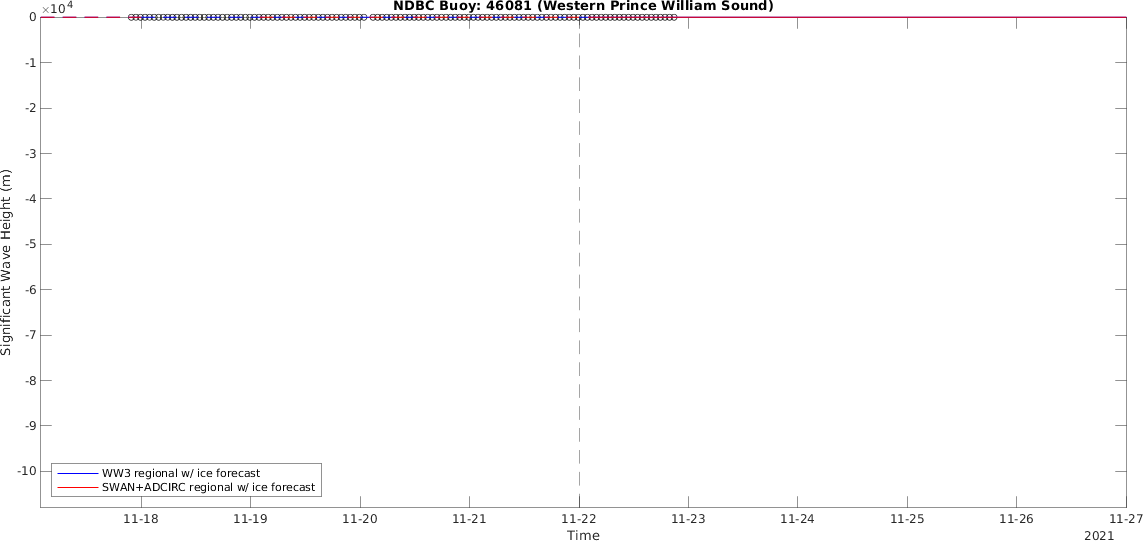 NDBC Buoy: 46081 (Western Prince William Sound)
×10⁴
0
-1
-2
-3
-4
-5
-6
-7
-8
-9
-10
Significant Wave Height (m)
WW3 regional w/ ice forecast
SWAN+ADCIRC regional w/ ice forecast
11-18 11-19 11-20 11-21 11-22 11-23 11-24 11-25 11-26 11-27
Time
2021